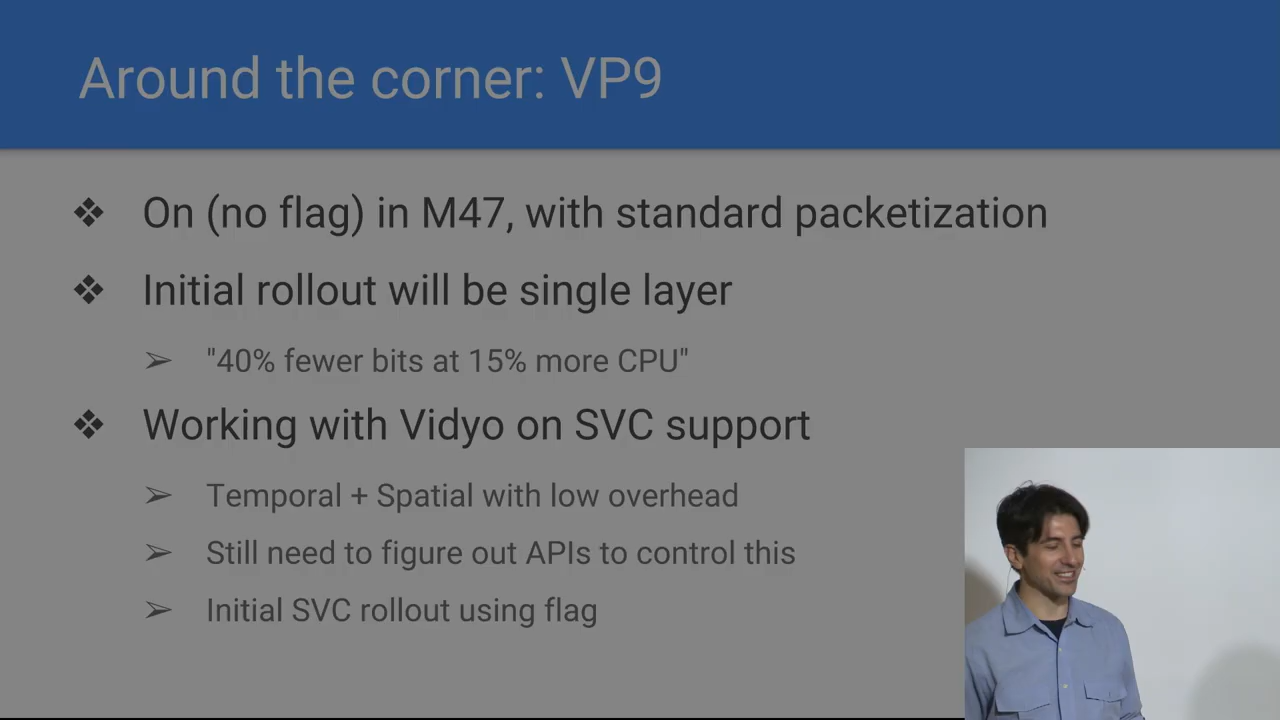 Around the corner: VP9
❖ On (no flag) in M47, with standard packetization
❖ Initial rollout will be single layer
➢ "40% fewer bits at 15% more CPU"
❖ Working with Vidyo on SVC support
➢ Temporal + Spatial with low overhead
➢ Still need to figure out APIs to control this
➢ Initial SVC rollout using flag